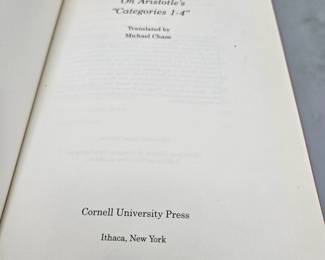 On Aristotle's
"Categories 1-4"
Translated by
Michael Chase
Cornell University Press
Ithaca, New York